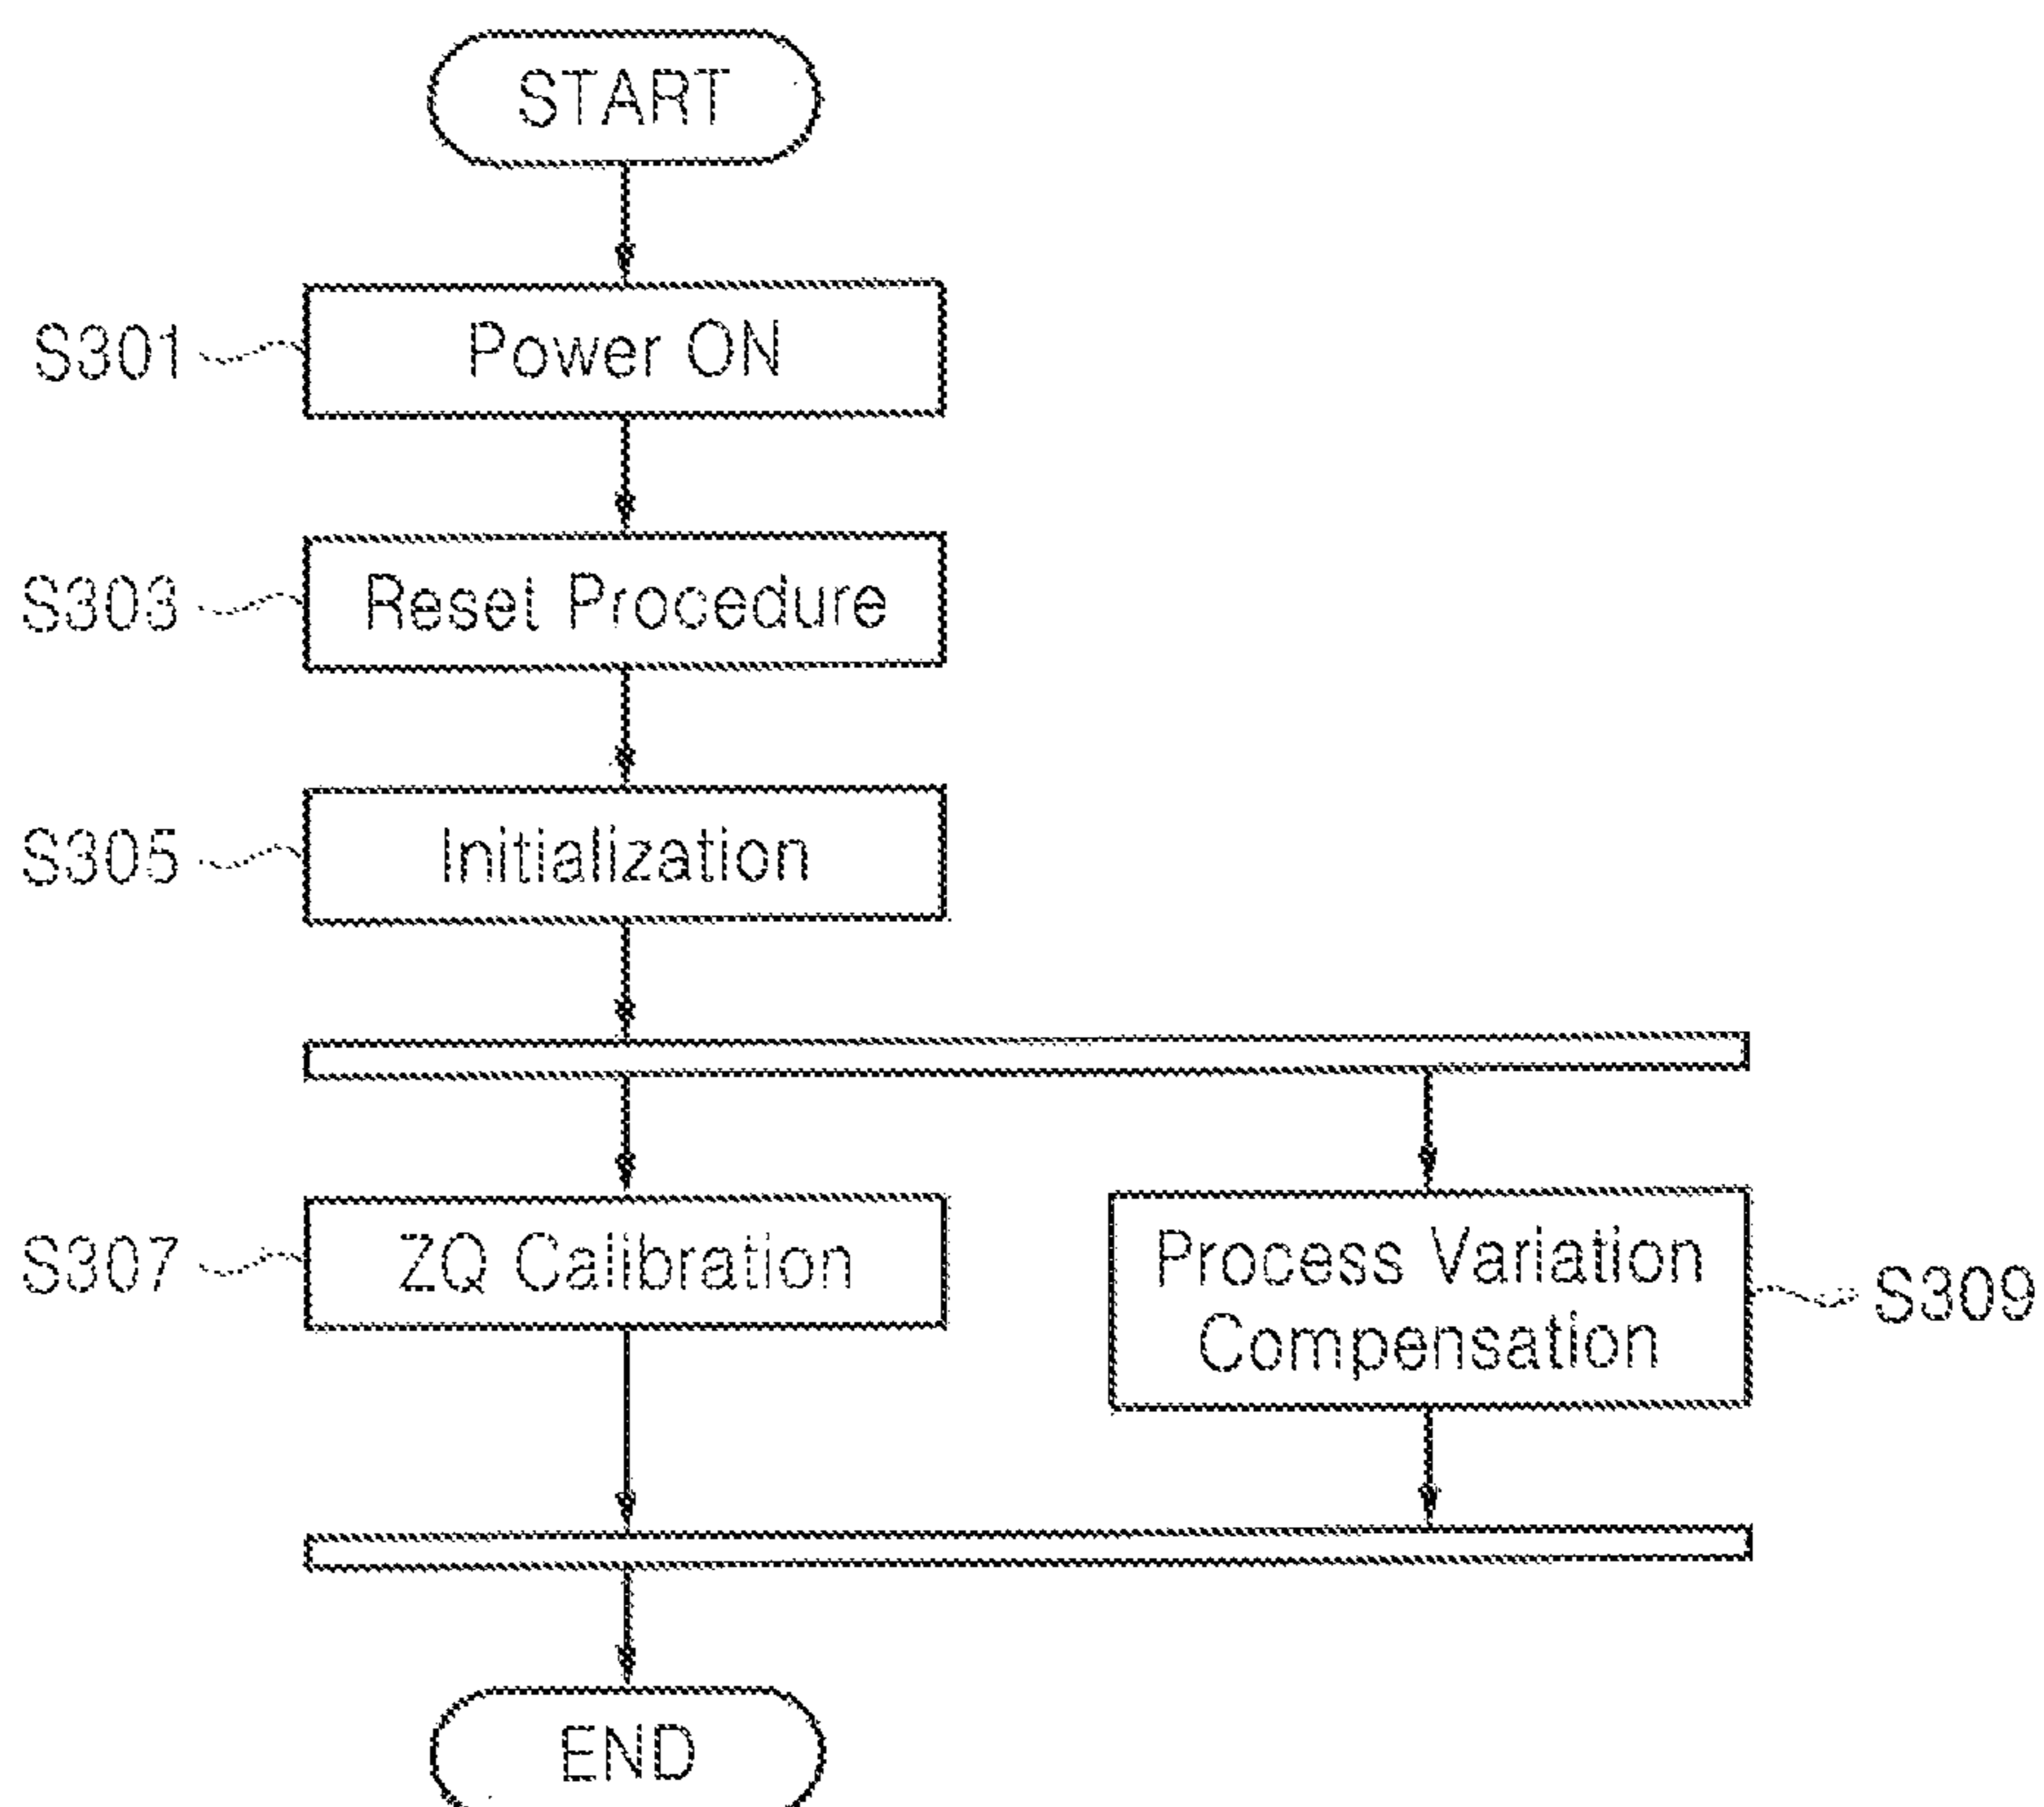 START
S301
Power ON
S303
Reset Procedure
S305
Initialization
S307
ZQ Calibration
Process Variation
Compensation
S309
END